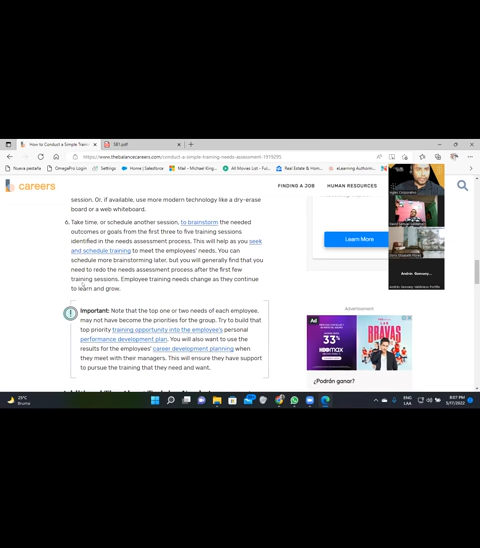 How to Conduct a Simple Train
SB1.pdf
https://www.thebalancecareers.com/conduct-a-simple-training-needs-assessment-1919295
Nueva pestaña
OmegaPro Login
Settings
Mail - Michael King...
All Movies List - Ful...
Real Estate & Home...
eLearning
careers
FINDING A JOB
HUMAN RESOURCES
session. Or, if available, use more modern technology like a dry-erase
board or a web whiteboard.
6. Take time, or schedule another session, to brainstorm the needed
outcomes or goals from the first three to five training sessions
identified in the needs assessment process. This will help as you seek
and schedule training to meet the employees' needs. You can
schedule more brainstorming later, but you will generally find that you
need to redo the needs assessment process after the first few
training sessions. Employee training needs change as they continue
to learn and grow.
Important: Note that the top one or two needs of each employee,
may not have become the priorities for the group. Try to build that
top priority training opportunity into the employee's personal
performance development plan. You will also want to use the
results for the employees' career development planning when
they meet with their managers. This will ensure they have support
to pursue the training that they need and want.
Learn More
Advertisement
Ad
33%
HBOMAX
LAS
BRAVAS
¿Podrán ganar?
25°C
Bruma
ENG
LAA
8:07 PM
5/17/2022